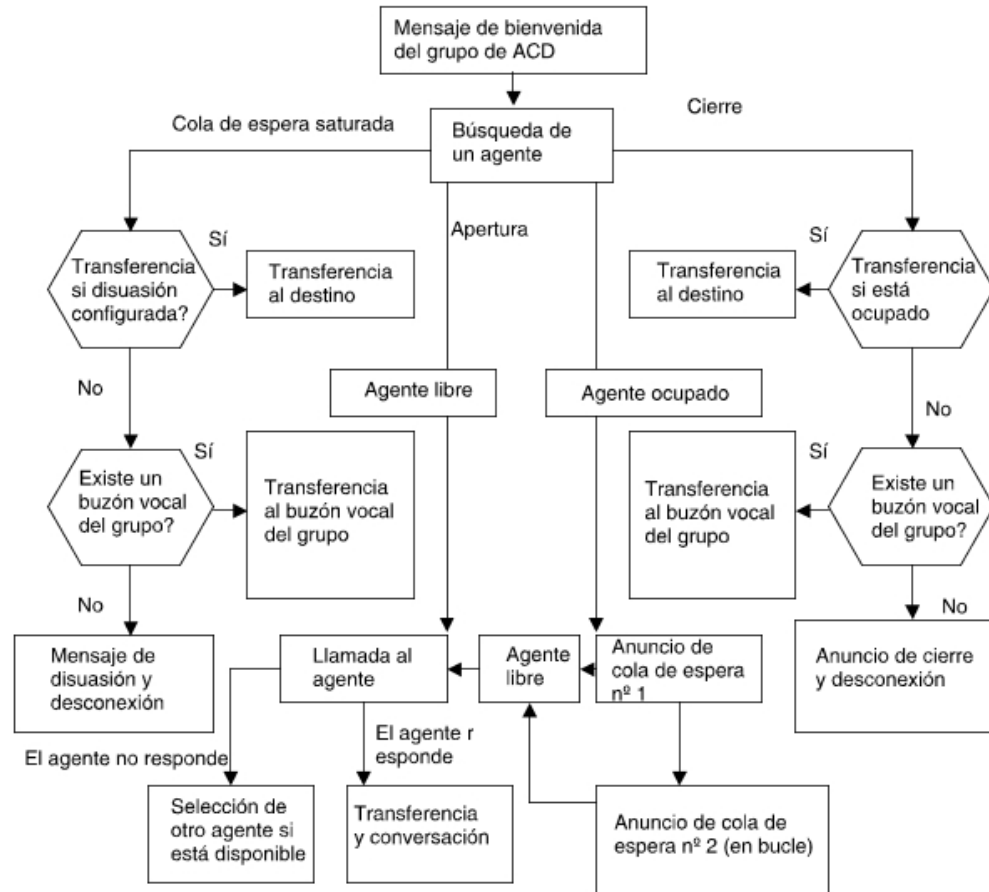 Mensaje de bienvenida
del grupo de ACD
Cola de espera saturada
Búsqueda de
un agente
Cierre
Apertura
Sí
Transferencia
si disuasión
configurada?
Transferencia
al destino
Sí
Transferencia
al destino
Transferencia
si está
ocupado
No
Agente libre
Agente ocupado
No
Sí
Existe un
buzón vocal
del grupo?
Transferencia
al buzón vocal
del grupo
Sí
Transferencia
al buzón vocal
del grupo
Existe un
buzón vocal
del grupo?
No
No
Mensaje de
disuasión y
desconexión
Llamada al
agente
Agente
libre
Anuncio de
cola de espera
nº 1
Anuncio de cierre
y desconexión
El agente no responde
El agente r
esponde
Selección de
otro agente si
está disponible
Transferencia
y conversación
Anuncio de cola de
espera nº 2 (en bucle)